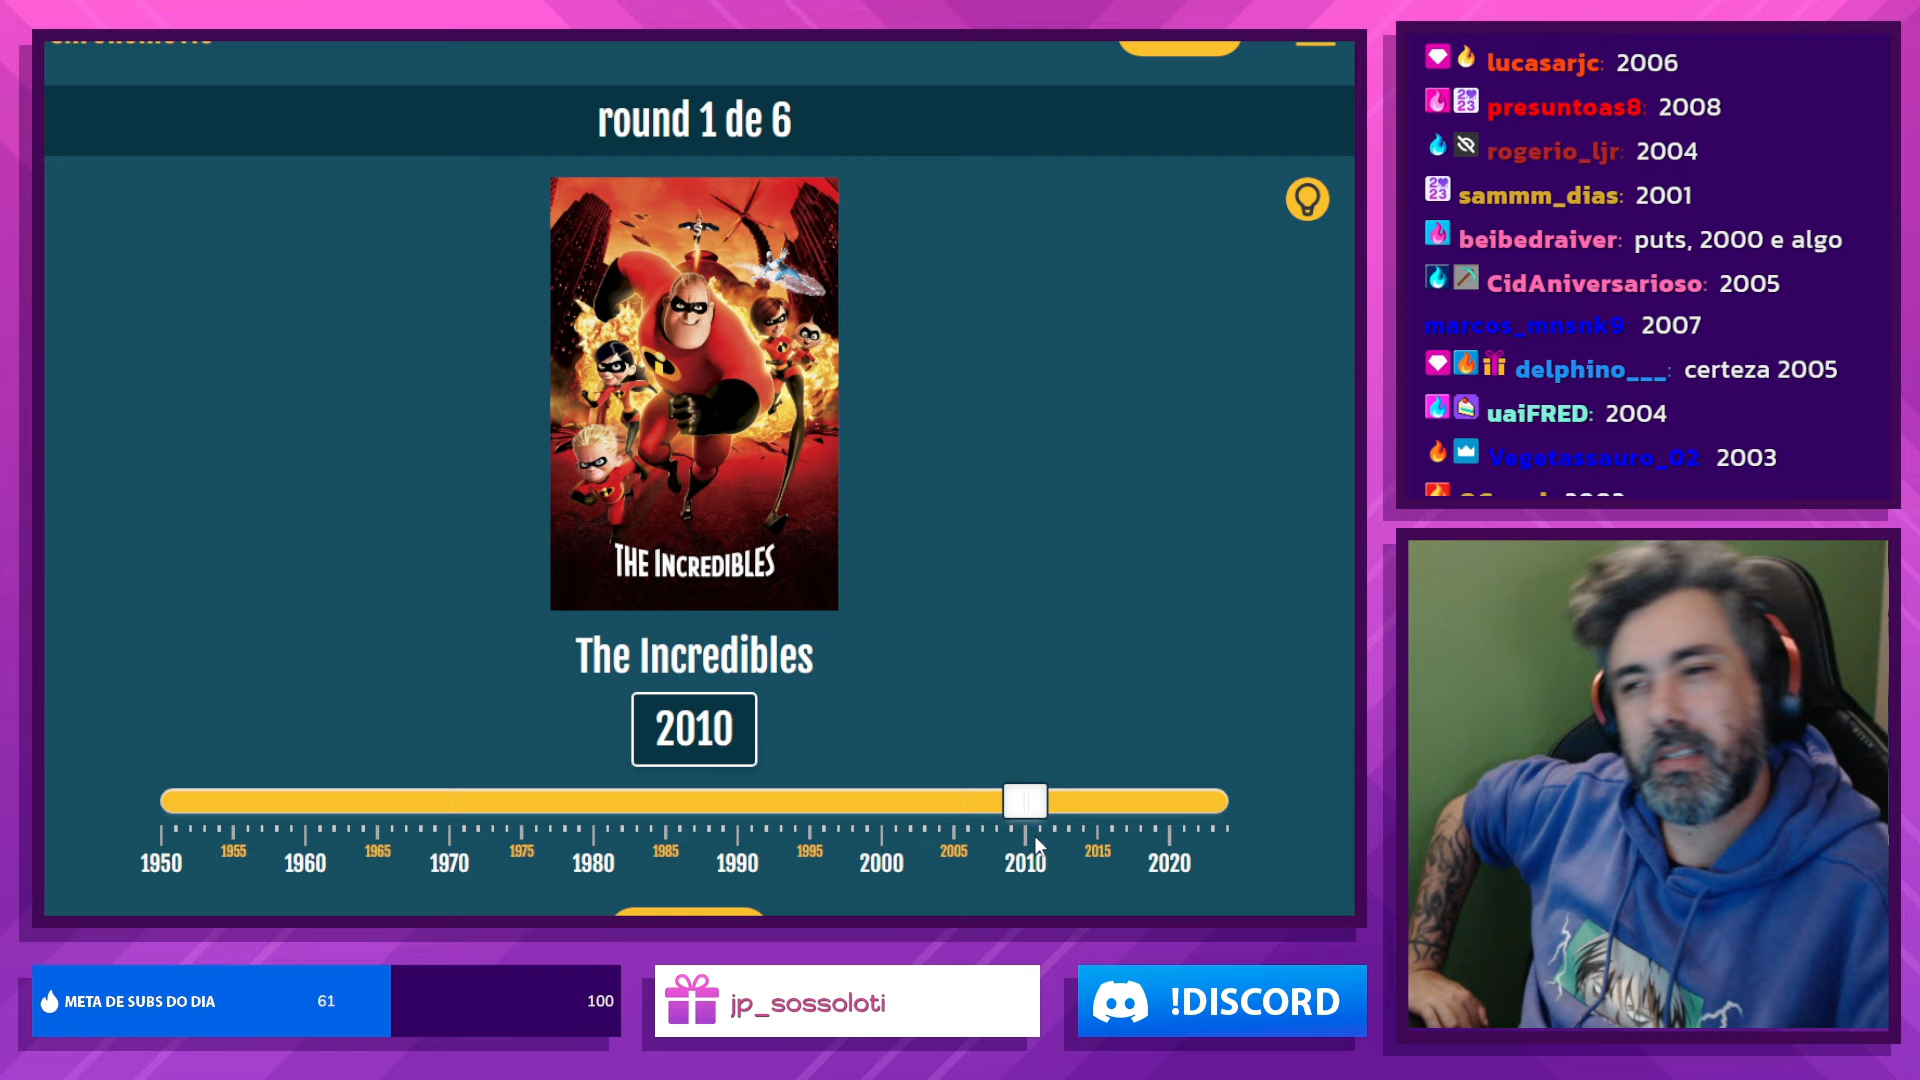 round 1 de 6
THE INCREDIBLES
The Incredibles
2010
1950 1955 1960 1965 1970 1975 1980 1985 1990 1995 2000 2005 2010 2015 2020
lucasarjc: 2006
presuntoas8: 2008
rogerio_ljr: 2004
2023 sammm_dias: 2001
beibedraiver: puts, 2000 e algo
CidAniversarioso: 2005
marcos_mnsnk9: 2007
delphino___: certeza 2005
uaiFRED: 2004
Vegetassauro_02: 2003
META DE SUBS DO DIA 61 100
jp_sossoloti
!DISCORD